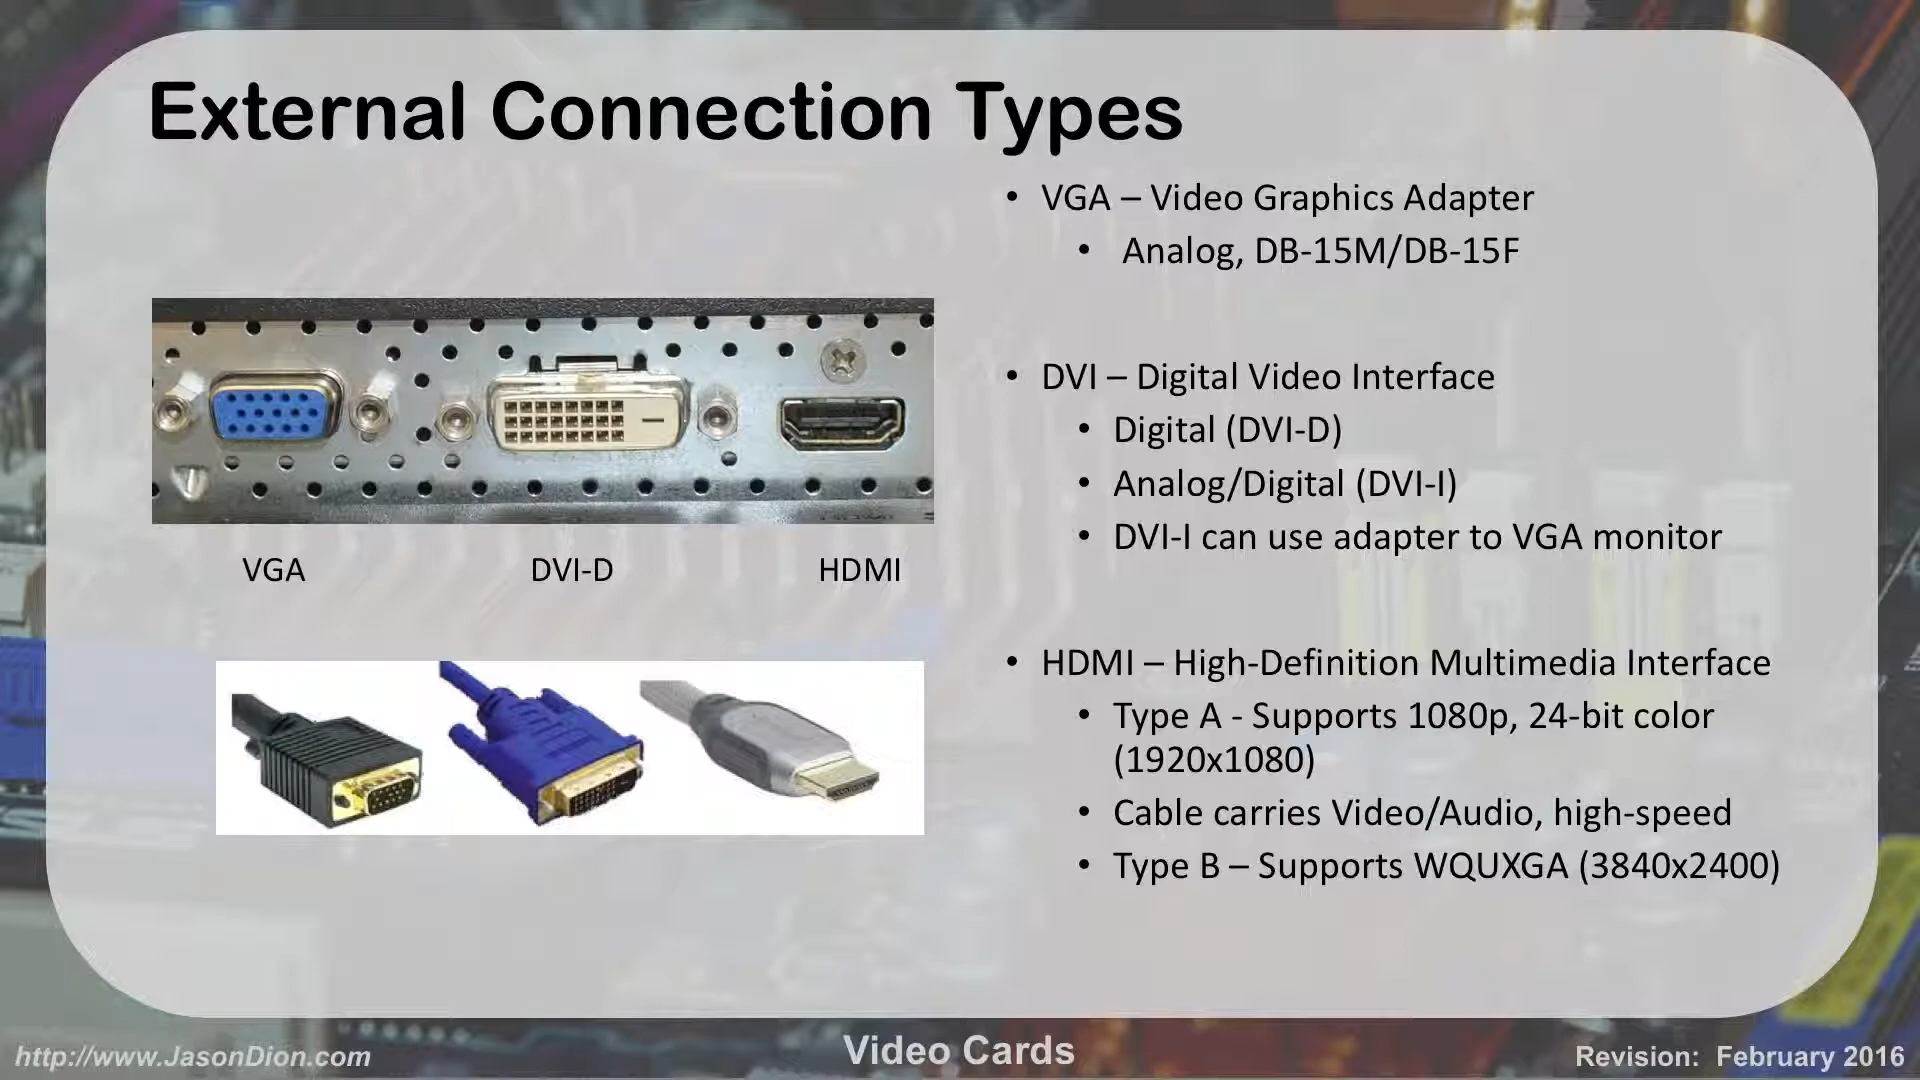 External Connection Types
• VGA – Video Graphics Adapter
• Analog, DB-15M/DB-15F
• DVI – Digital Video Interface
• Digital (DVI-D)
• Analog/Digital (DVI-I)
• DVI-I can use adapter to VGA monitor
• HDMI – High-Definition Multimedia Interface
• Type A - Supports 1080p, 24-bit color
(1920x1080)
• Cable carries Video/Audio, high-speed
• Type B – Supports WQUXGA (3840x2400)
VGA
DVI-D
HDMI
http://www.JasonDion.com
Video Cards
Revision: February 2016